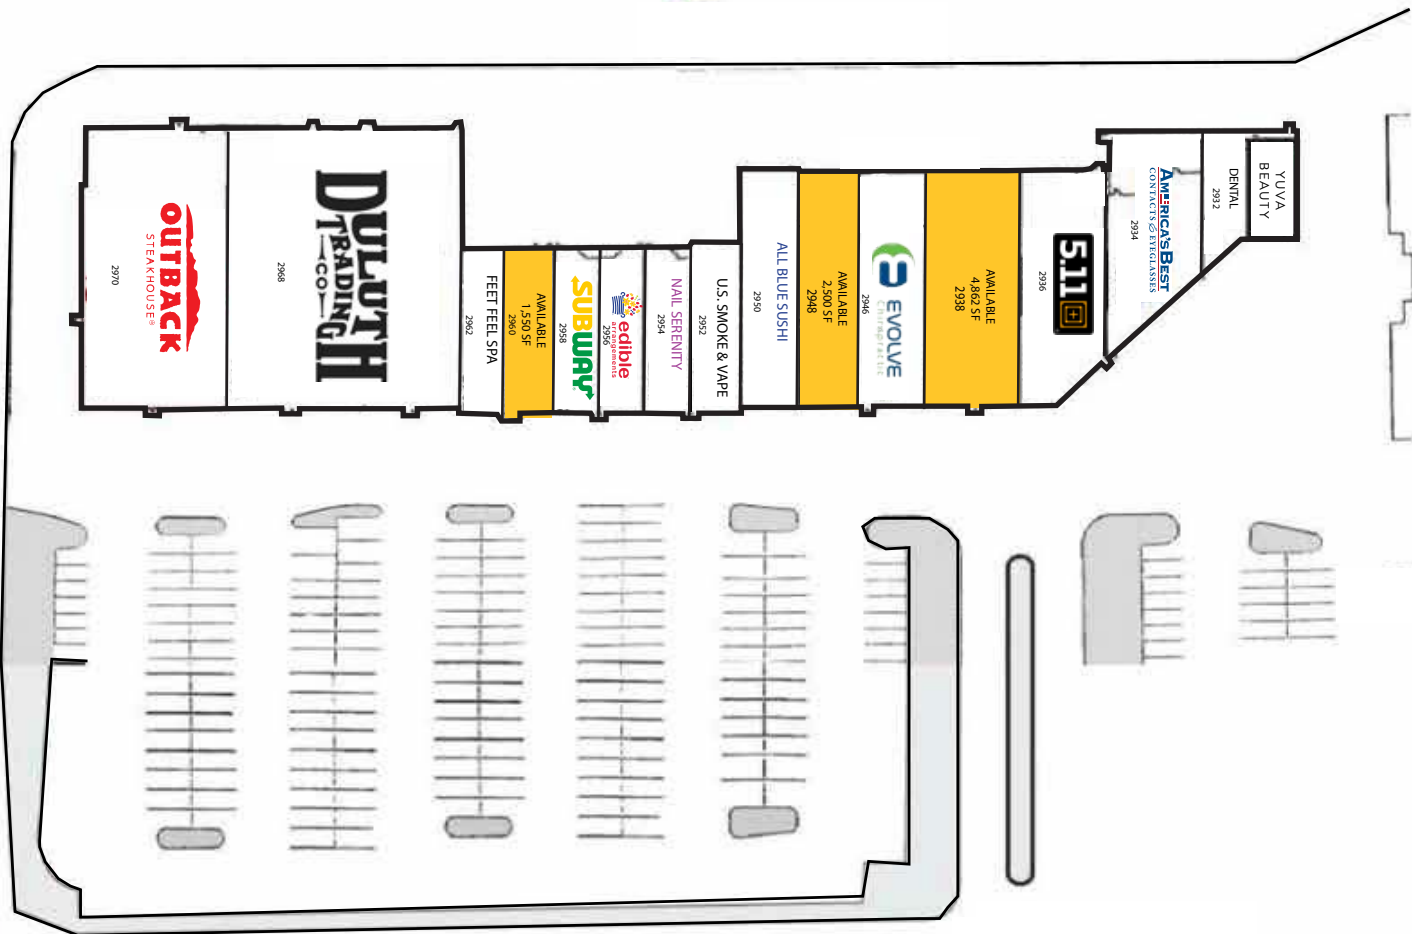 OUTBACK
STEAKHOUSE®
2970
DULUTH
TRADING
CO
2968
FEET FEEL SPA
2962
AVAILABLE
1,550 SF
2960
SUBWAY
2958
edible
arrangements
2956
NAIL SERENITY
2954
U.S. SMOKE & VAPE
2952
ALL BLUE SUSHI
2950
AVAILABLE
2,500 SF
2948
EVOLVE
Chiropractic
2946
AVAILABLE
4,862 SF
2938
5.11
2936
AMERICA'S BEST
CONTACTS & EYEGLASSES
2934
DENTAL
2932
YUVA
BEAUTY